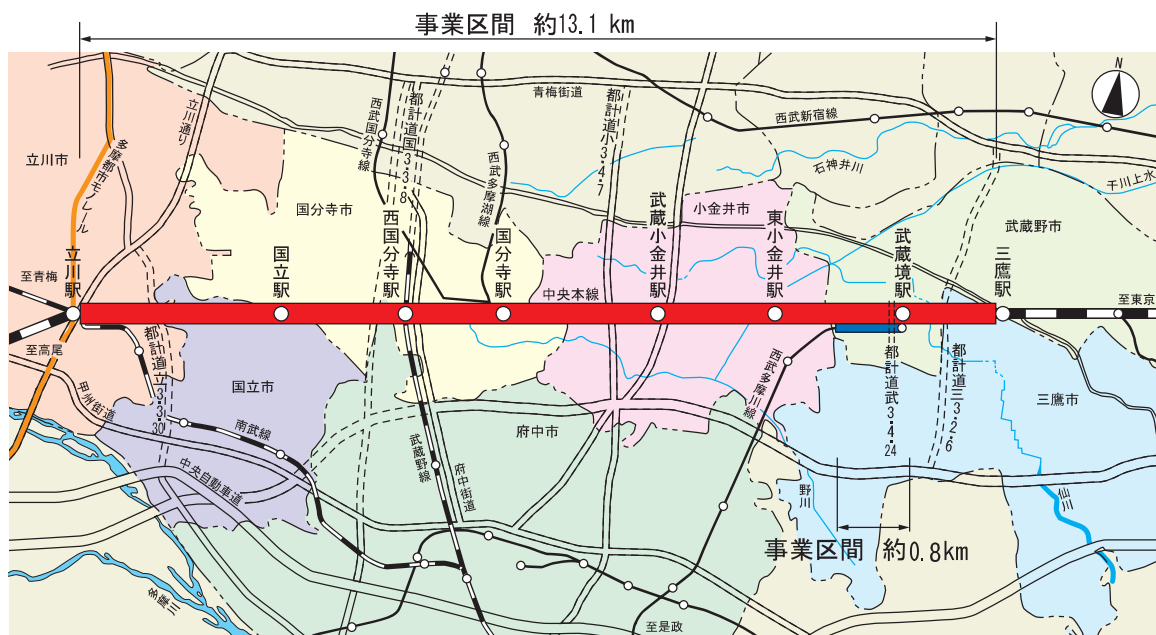 事業区間 約13.1 km
N
立川市
多摩都市モノレール
立川通り
西武国分寺線
都計道国3・3・8
西武多摩湖線
青梅街道
都計道小3・4・7
西武新宿線
石神井川
千川上水
国分寺市
小金井市
武蔵野市
至青梅
立川駅
国立駅
西国分寺駅
国分寺駅
中央本線
武蔵小金井駅
東小金井駅
武蔵境駅
三鷹駅
至東京
至高尾
都計道立3・3・30
甲州街道
国立市
南武線
中央自動車道
武蔵野線
府中街道
府中市
西武多摩川線
都計道武3・4・24
都計道三3・2・6
三鷹市
野川
仙川
事業区間 約0.8km
多摩川
至是政